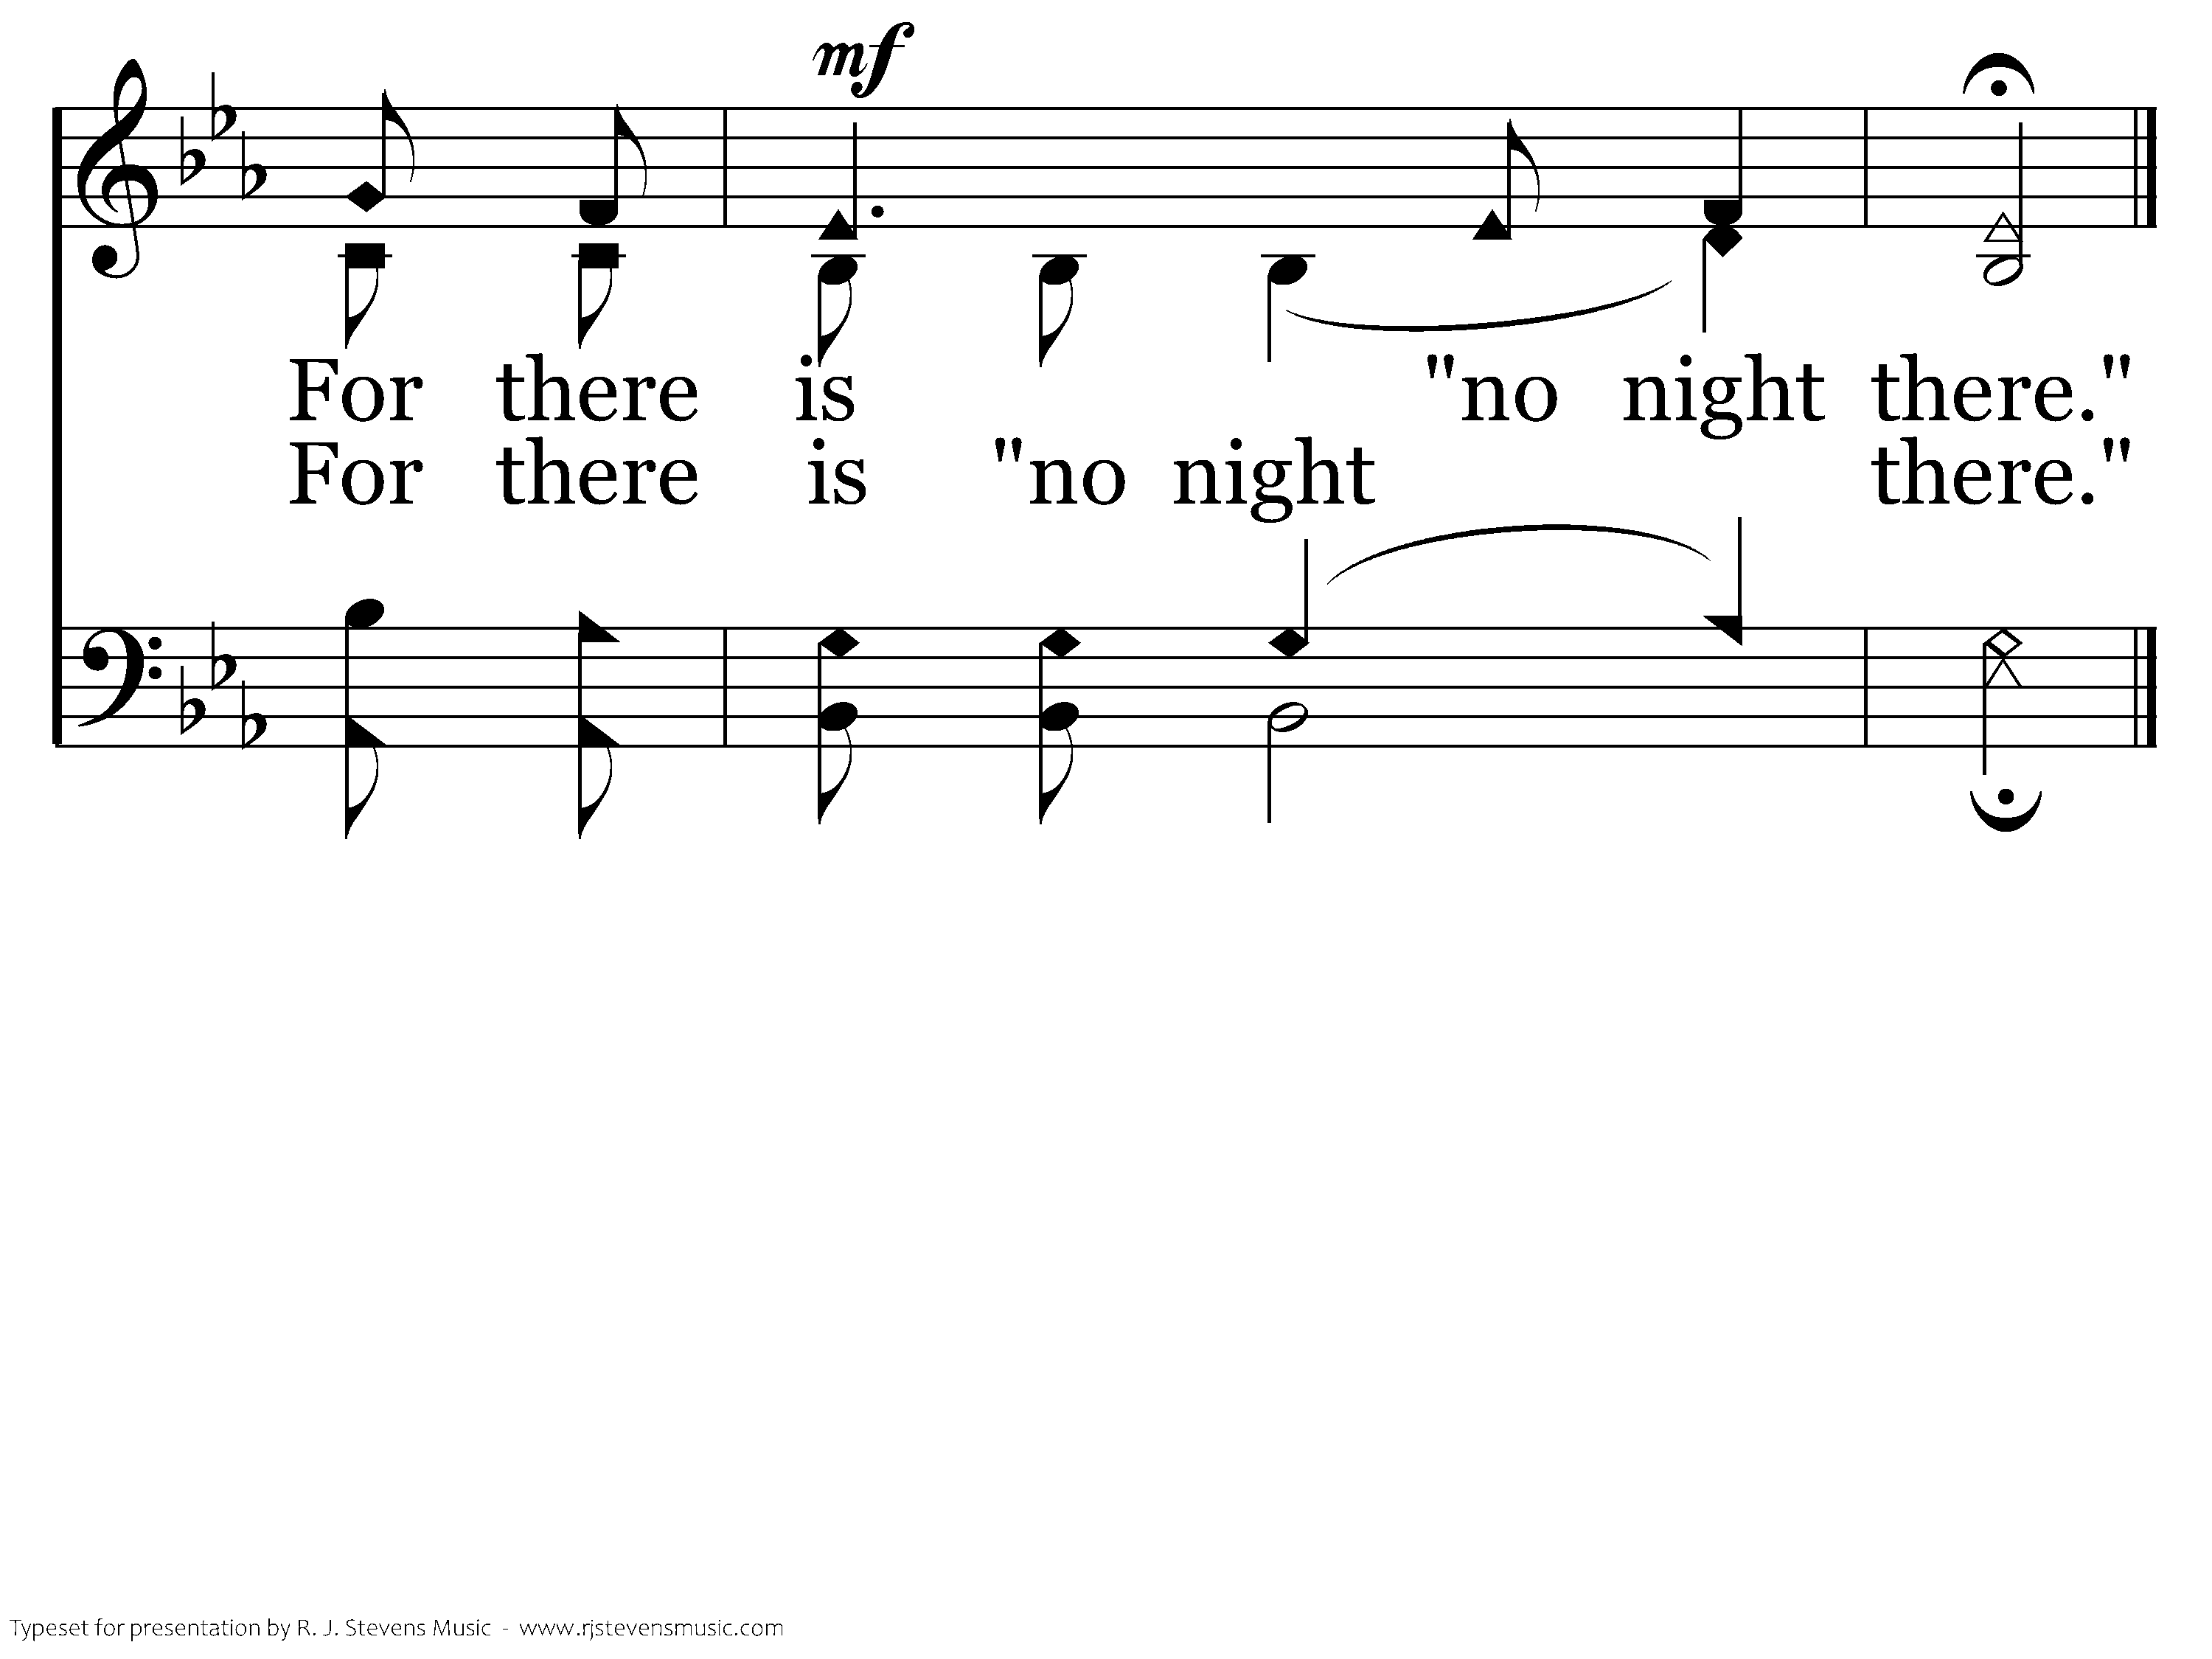 mf
For there is "no night there."
For there is "no night there."
Typeset for presentation by R. J. Stevens Music - www.rjstevensmusic.com